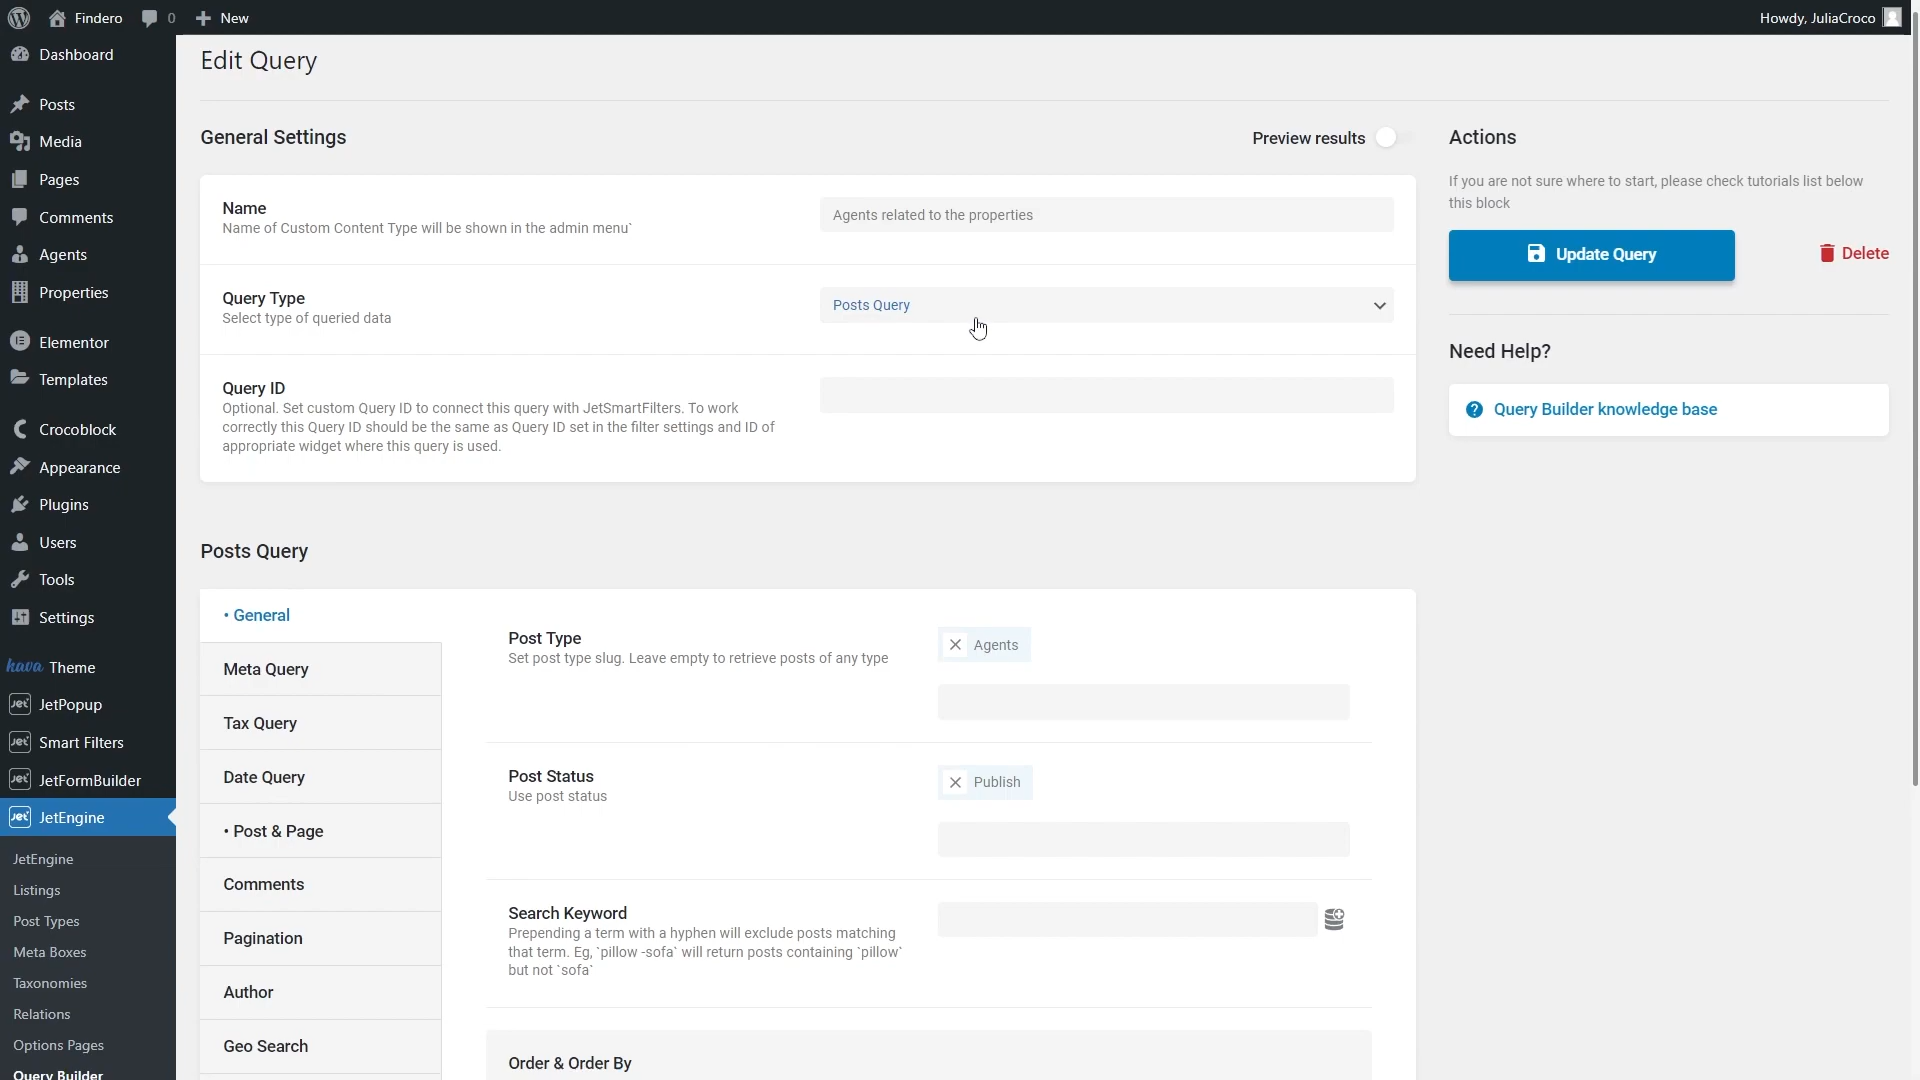 Findero
0
New
Howdy, JuliaCroco
Dashboard
Posts
Media
Pages
Comments
Agents
Properties
Elementor
Templates
Crocoblock
Appearance
Plugins
Users
Tools
Settings
hava Theme
Jet JetPopup
Jet Smart Filters
Jet JetFormBuilder
Jet JetEngine
JetEngine
Listings
Post Types
Meta Boxes
Taxonomies
Relations
Options Pages
Query Builder
Edit Query
General Settings
Preview results
Name
Name of Custom Content Type will be shown in the admin menu`
Agents related to the properties
Query Type
Select type of queried data
Posts Query
Query ID
Optional. Set custom Query ID to connect this query with JetSmartFilters. To work
correctly this Query ID should be the same as Query ID set in the filter settings and ID of
appropriate widget where this query is used.
Actions
If you are not sure where to start, please check tutorials list below
this block
Update Query
Delete
Need Help?
Query Builder knowledge base
Posts Query
• General
Meta Query
Tax Query
Date Query
• Post & Page
Comments
Pagination
Author
Geo Search
Post Type
Set post type slug. Leave empty to retrieve posts of any type
Agents
Post Status
Use post status
Publish
Search Keyword
Prepending a term with a hyphen will exclude posts matching
that term. Eg, `pillow -sofa` will return posts containing `pillow`
but not `sofa`
Order & Order By